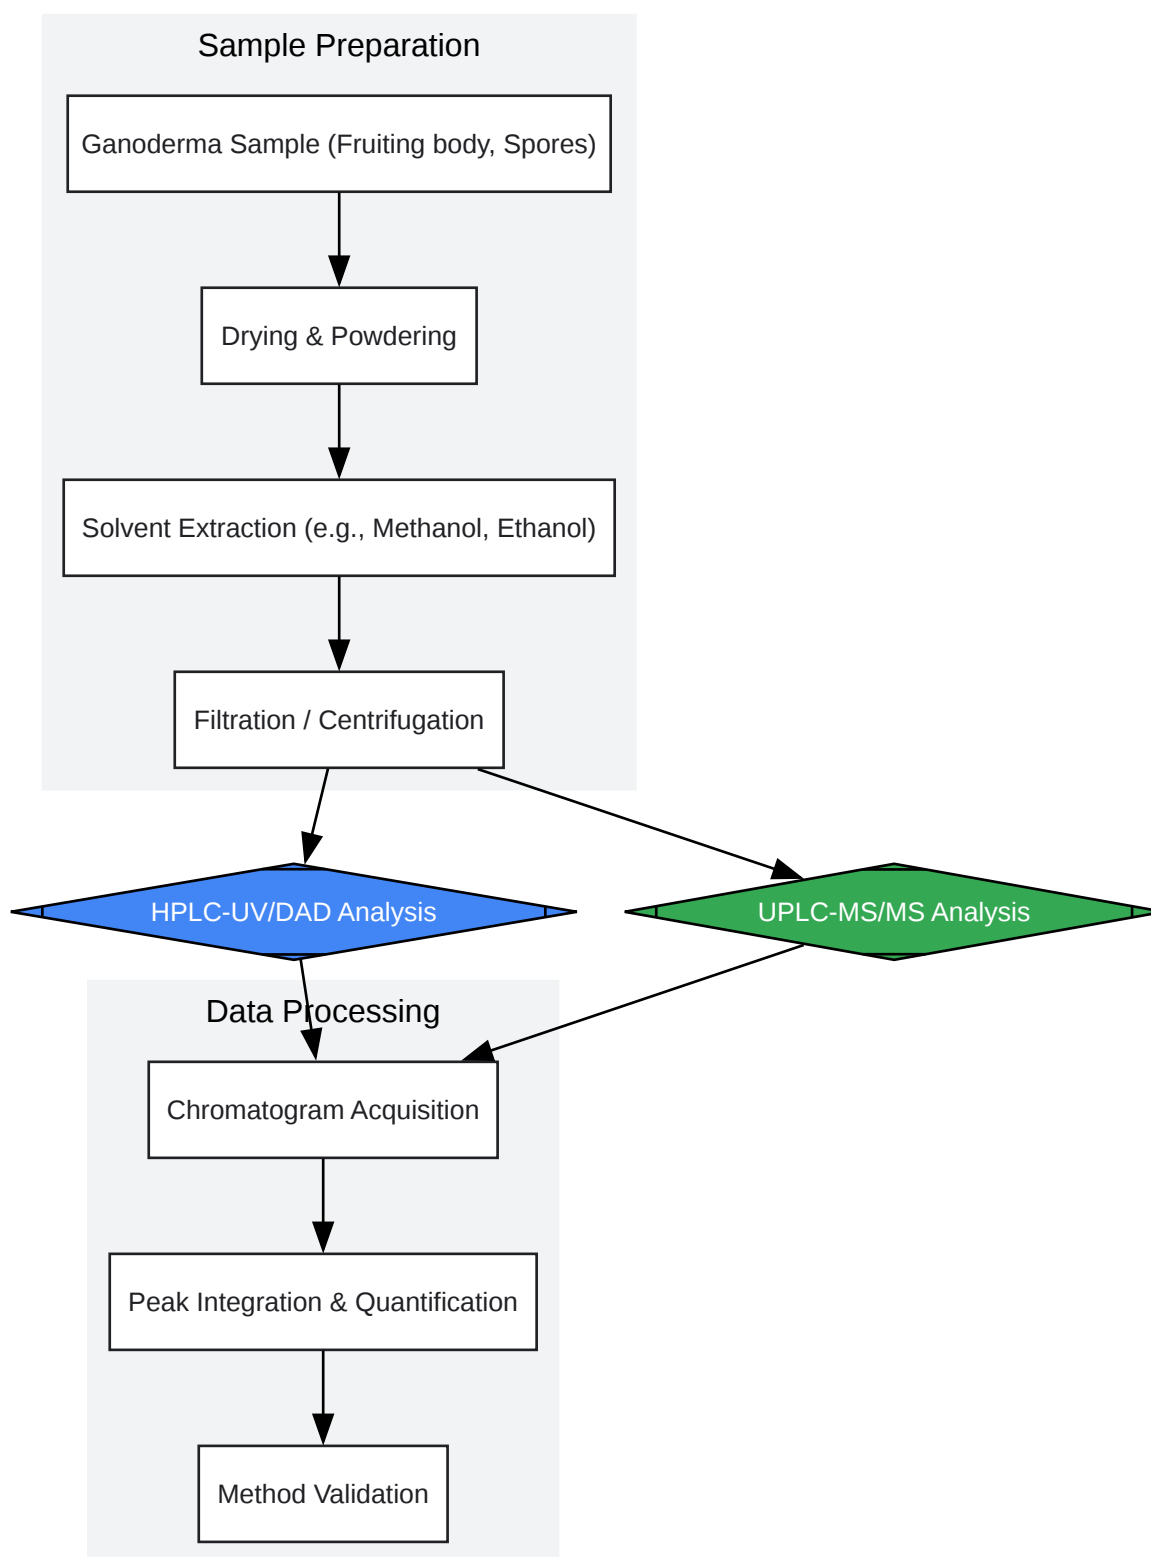 Sample Preparation
Ganoderma Sample (Fruiting body, Spores)
Drying & Powdering
Solvent Extraction (e.g., Methanol, Ethanol)
Filtration / Centrifugation
HPLC-UV/DAD Analysis
UPLC-MS/MS Analysis
Data Processing
Chromatogram Acquisition
Peak Integration & Quantification
Method Validation